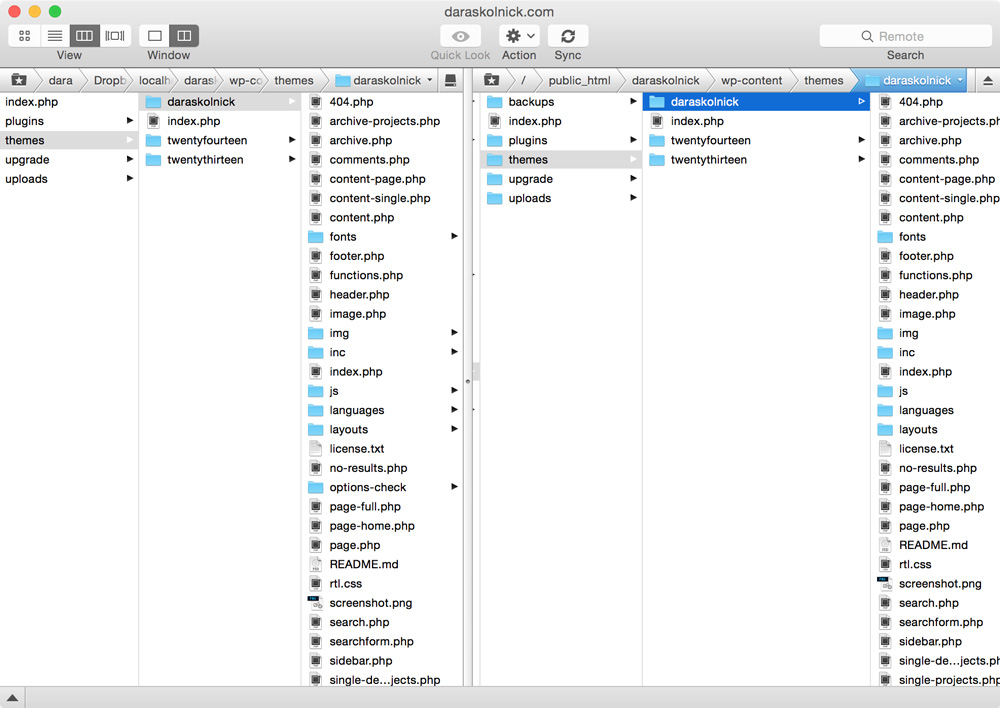 daraskolnick.com
View
Window
Quick Look
Action
Sync
Remote
Search
dara
Dropb
localh
daras
wp-co
themes
daraskolnick
/
public_html
daraskolnick
wp-content
themes
daraskolnick
index.php
plugins
themes
upgrade
uploads
daraskolnick
index.php
twentyfourteen
twentythirteen
404.php
archive-projects.php
archive.php
comments.php
content-page.php
content-single.php
content.php
fonts
footer.php
functions.php
header.php
image.php
img
inc
index.php
js
languages
layouts
license.txt
no-results.php
options-check
page-full.php
page-home.php
page.php
README.md
rtl.css
screenshot.png
search.php
searchform.php
sidebar.php
single-de...jects.php
backups
index.php
plugins
themes
upgrade
uploads
daraskolnick
index.php
twentyfourteen
twentythirteen
404.php
archive-projects.ph
archive.php
comments.php
content-page.php
content-single.php
content.php
fonts
footer.php
functions.php
header.php
image.php
img
inc
index.php
js
languages
layouts
license.txt
no-results.php
page-full.php
page-home.php
page.php
README.md
rtl.css
screenshot.png
search.php
searchform.php
sidebar.php
single-de...jects.ph
single-projects.php